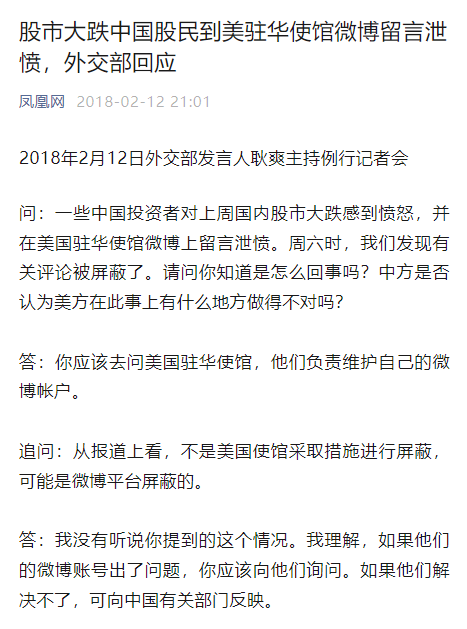 股市大跌中国股民到美驻华使馆微博留言泄
愤，外交部回应
凤凰网 2018-02-12 21:01
2018年2月12日外交部发言人耿爽主持例行记者会
问：一些中国投资者对上周国内股市大跌感到愤怒，并
在美国驻华使馆微博上留言泄愤。周六时，我们发现有
关评论被屏蔽了。请问你知道是怎么回事吗？中方是否
认为美方在此事上有什么地方做得不对吗？
答：你应该去问美国驻华使馆，他们负责维护自己的微
博帐户。
追问：从报道上看，不是美国使馆采取措施进行屏蔽，
可能是微博平台屏蔽的。
答：我没有听说你提到的这个情况。我理解，如果他们
的微博账号出了问题，你应该向他们询问。如果他们解
决不了，可向中国有关部门反映。